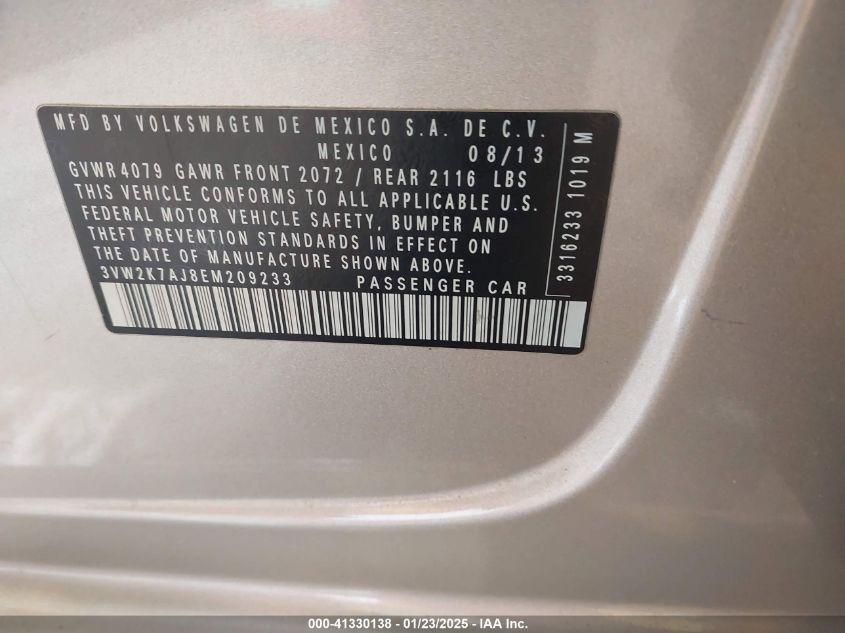 MFD BY VOLKSWAGEN DE MEXICO S.A. DE C.V.
MEXICO 08/13
GVWR 4079 GAWR FRONT 2072 / REAR 2116 LBS
THIS VEHICLE CONFORMS TO ALL APPLICABLE U.S.
FEDERAL MOTOR VEHICLE SAFETY, BUMPER AND
THEFT PREVENTION STANDARDS IN EFFECT ON
THE DATE OF MANUFACTURE SHOWN ABOVE.
3VW2K7AJ8EM209233 PASSENGER CAR
3316233 1019 M
000-41330138 - 01/23/2025 - IAA Inc.